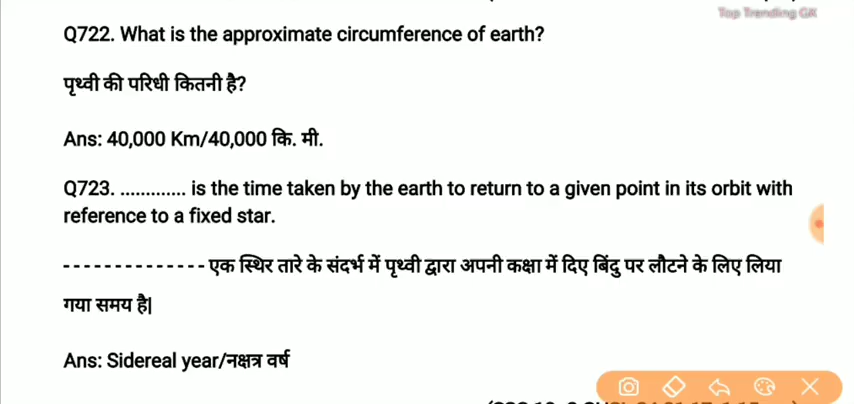 Top Trending GK
Q722. What is the approximate circumference of earth?
पृथ्वी की परिधी कितनी है?
Ans: 40,000 Km/40,000 कि. मी.
Q723. ............. is the time taken by the earth to return to a given point in its orbit with
reference to a fixed star.
--------------- एक स्थिर तारे के संदर्भ में पृथ्वी द्वारा अपनी कक्षा में दिए बिंदु पर लौटने के लिए लिया
गया समय है|
Ans: Sidereal year/नक्षत्र वर्ष